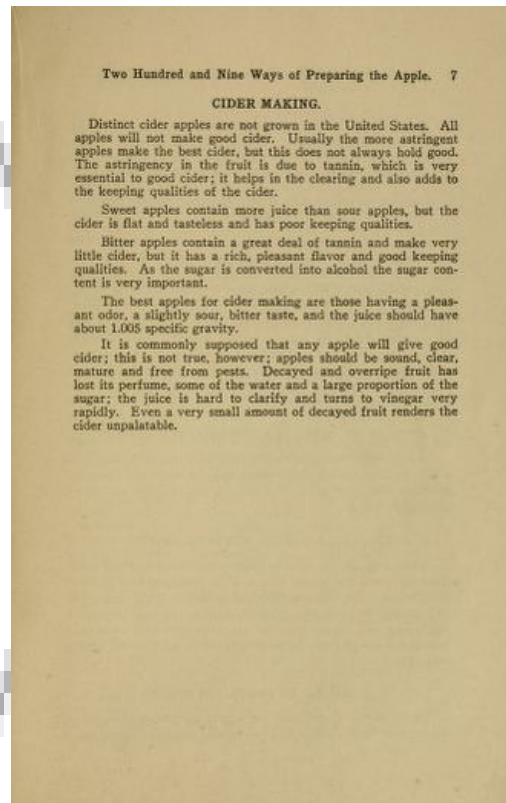 Two Hundred and Nine Ways of Preparing the Apple. 7
CIDER MAKING.
Distinct cider apples are not grown in the United States. All
apples will not make good cider. Usually the more astringent
apples make the best cider, but this does not always hold good.
The astringency in the fruit is due to tannin, which is very
essential to good cider; it helps in the clearing and also adds to
the keeping qualities of the cider.
Sweet apples contain more juice than sour apples, but the
cider is flat and tasteless and has poor keeping qualities.
Bitter apples contain a great deal of tannin and make very
little cider, but it has a rich, pleasant flavor and good keeping
qualities. As the sugar is converted into alcohol the sugar con-
tent is very important.
The best apples for cider making are those having a pleas-
ant odor, a slightly sour, bitter taste, and the juice should have
about 1.005 specific gravity.
It is commonly supposed that any apple will give good
cider; this is not true, however; apples should be sound, clear,
mature and free from pests. Decayed and overripe fruit has
lost its perfume, some of the water and a large proportion of the
sugar; the juice is hard to clarify and turns to vinegar very
rapidly. Even a very small amount of decayed fruit renders the
cider unpalatable.